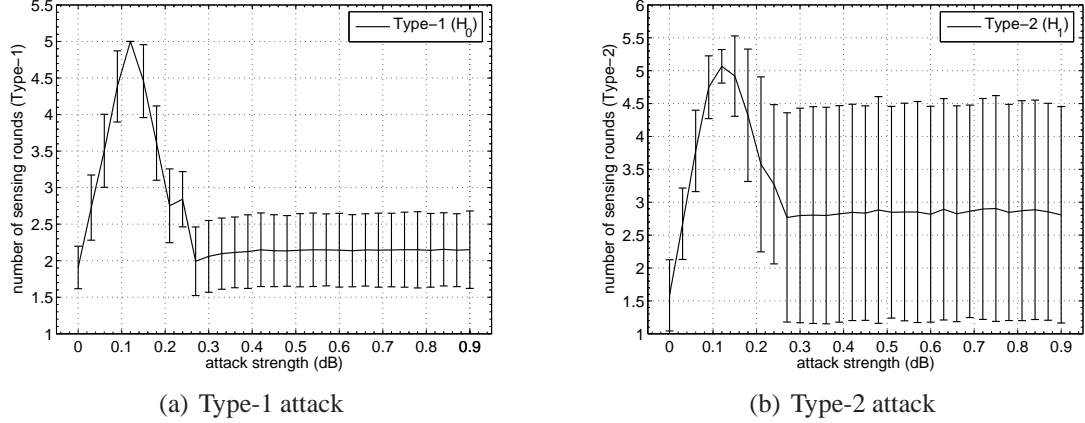 5.5
5
4.5
4
3.5
3
2.5
2
1.5
1
number of sensing rounds (Type−1)
Type−1 (H0)
0 0.1 0.2 0.3 0.4 0.5 0.6 0.7 0.8 0.9
attack strength (dB)
(a) Type-1 attack
6
5.5
5
4.5
4
3.5
3
2.5
2
1.5
1
number of sensing rounds (Type−2)
Type−2 (H1)
0 0.1 0.2 0.3 0.4 0.5 0.6 0.7 0.8 0.9
attack strength (dB)
(b) Type-2 attack